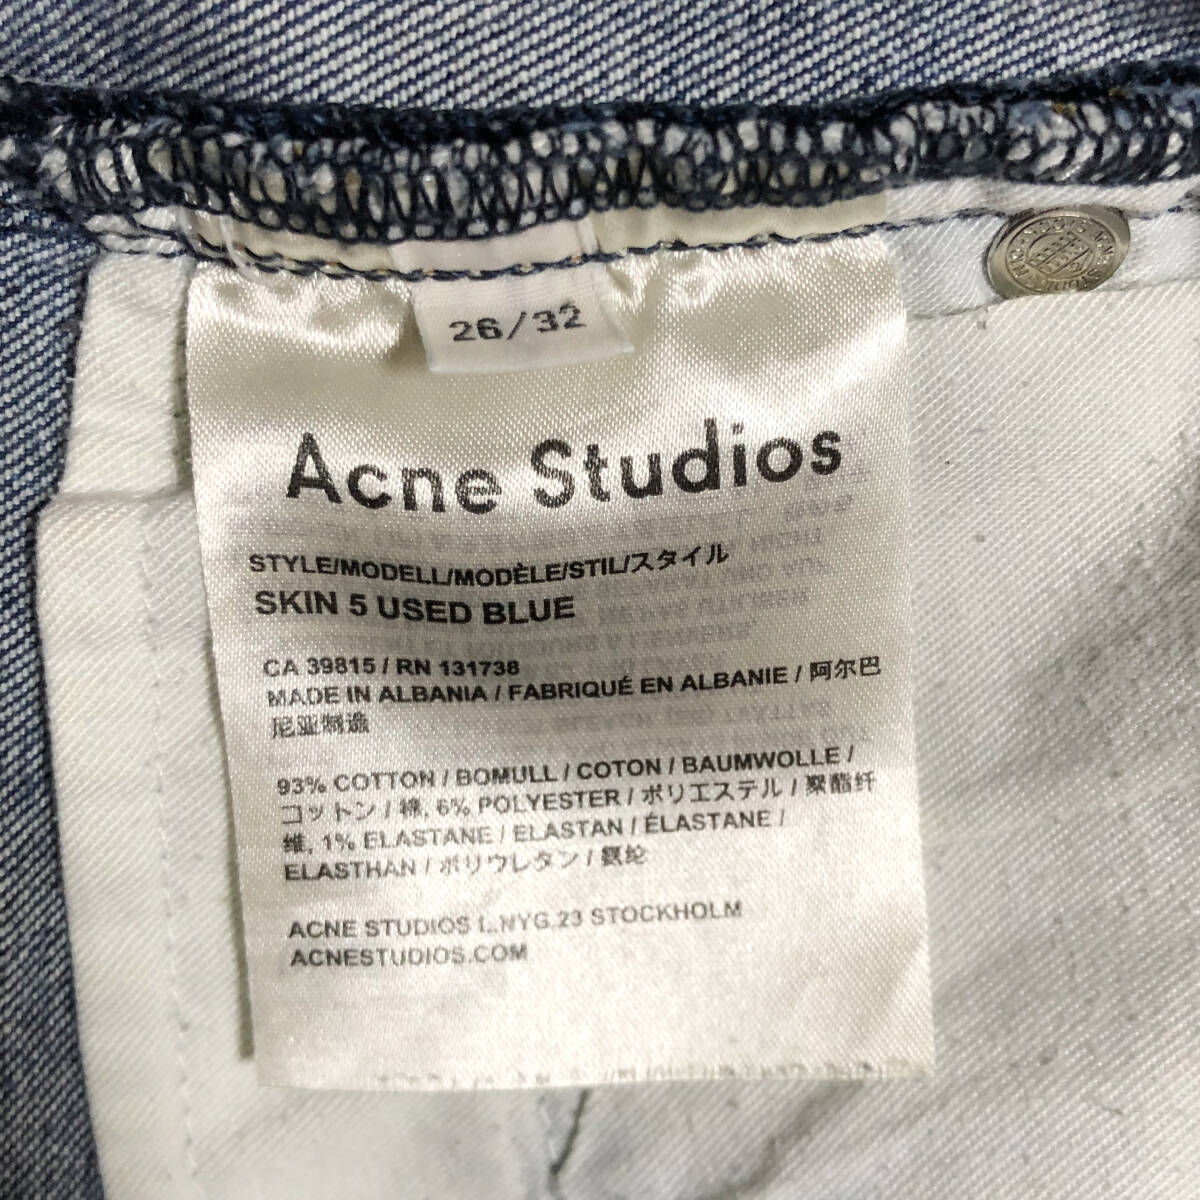 26/32
Acne Studios
STYLE/MODELL/MODÈLE/STIL/スタイル
SKIN 5 USED BLUE
CA 39815 / RN 131738
MADE IN ALBANIA / FABRIQUÉ EN ALBANIE / 阿尔巴
尼亚制造
93% COTTON / BOMULL / COTON / BAUMWOLLE /
コットン / 棉, 6% POLYESTER / ポリエステル / 聚酯纤
维, 1% ELASTANE / ELASTAN / ÉLASTANE /
ELASTHAN / ポリウレタン / 氨纶
ACNE STUDIOS L.NYG.23 STOCKHOLM
ACNESTUDIOS.COM